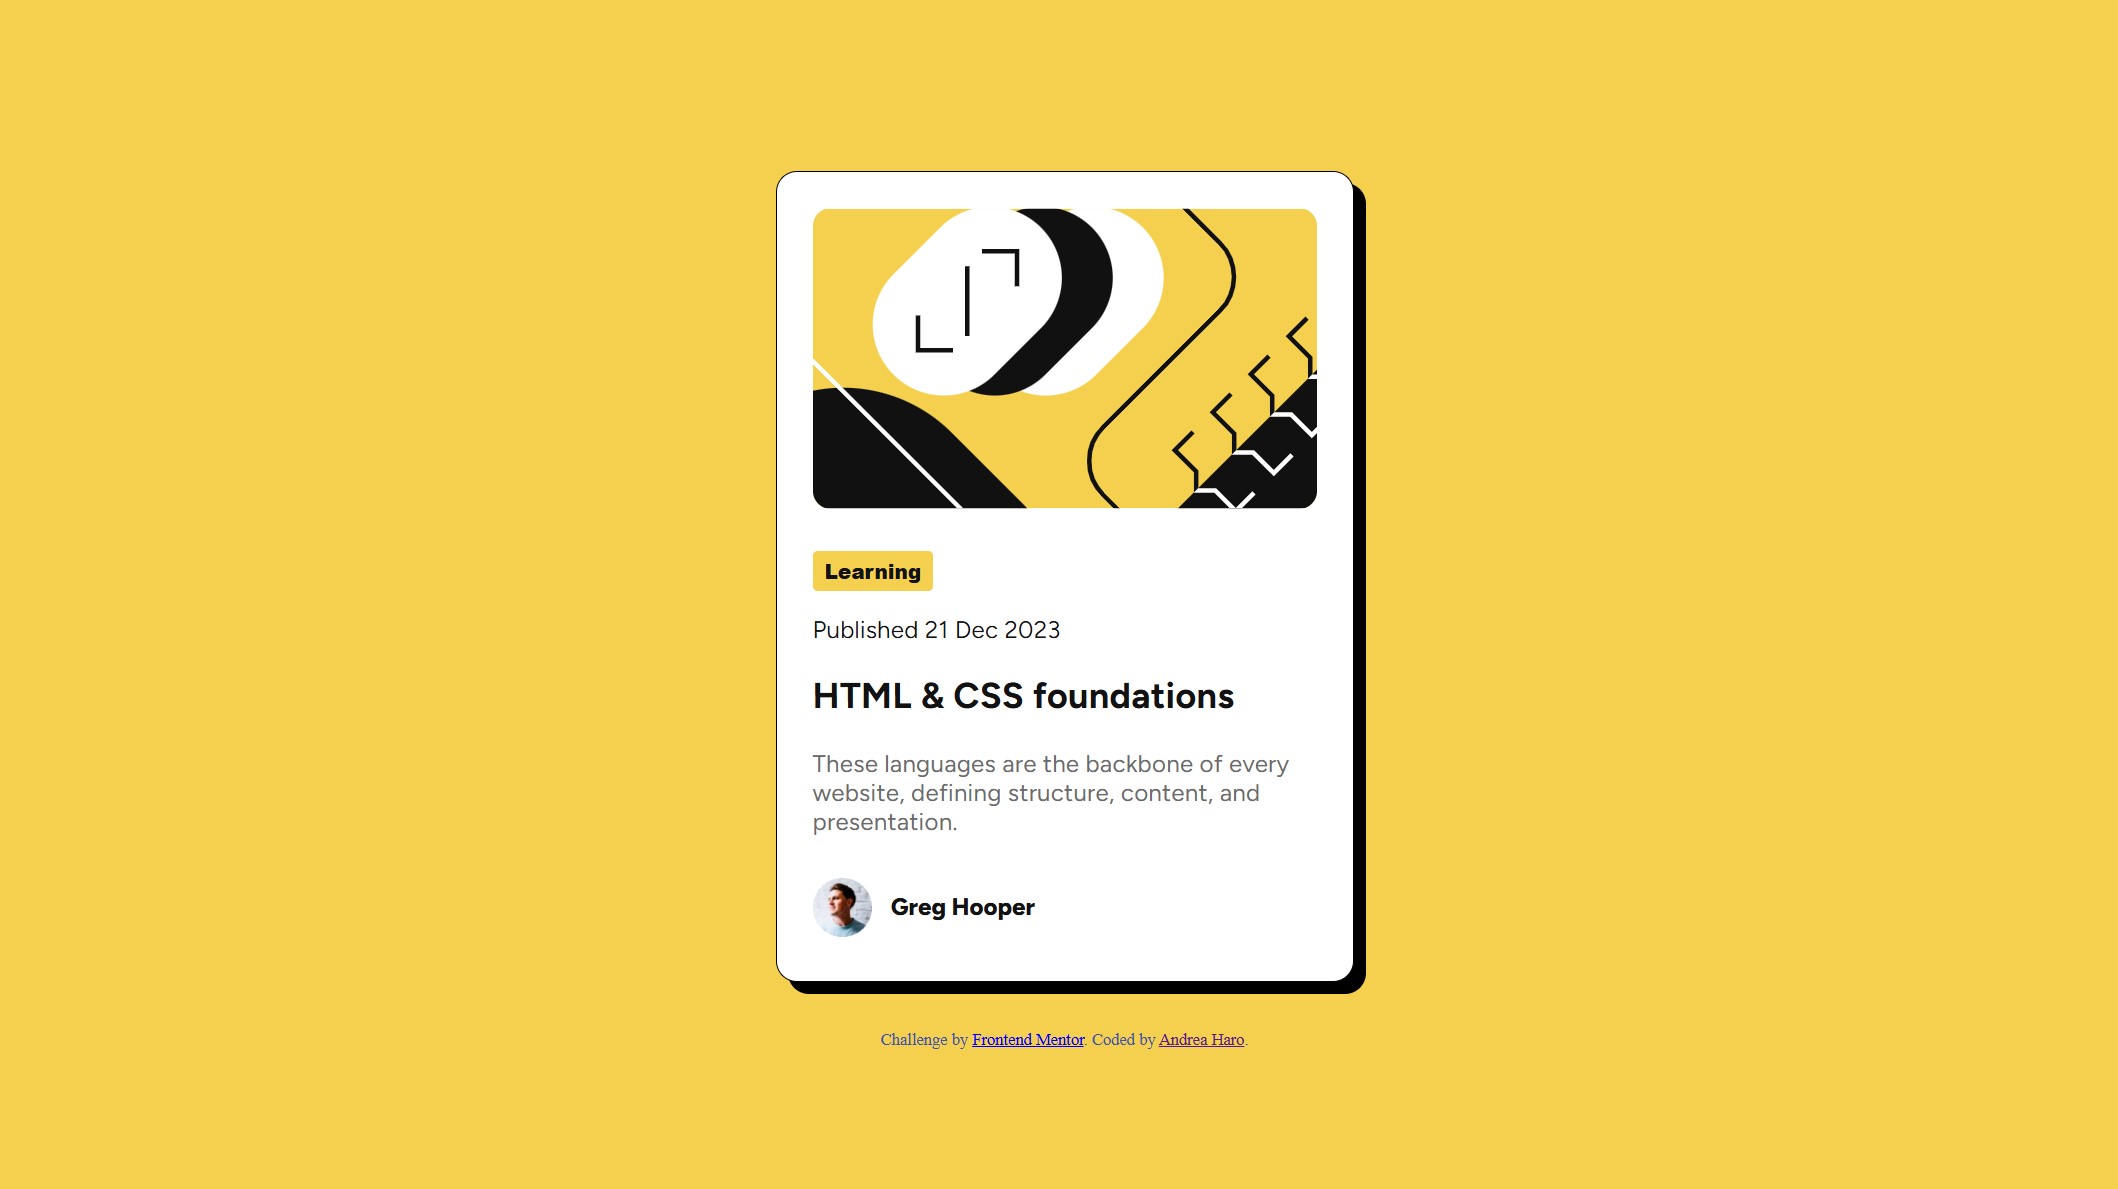 Learning
Published 21 Dec 2023
HTML & CSS foundations
These languages are the backbone of every
website, defining structure, content, and
presentation.
Greg Hooper
Challenge by Frontend Mentor. Coded by Andrea Haro.